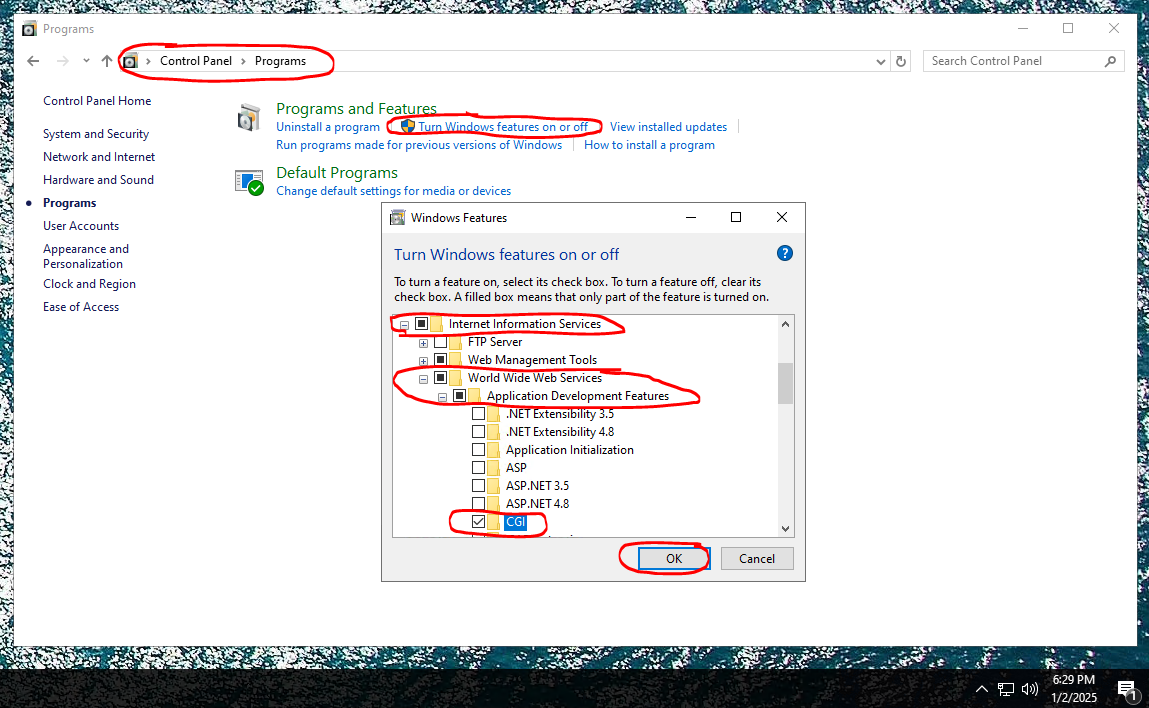 Programs
Control Panel > Programs
Search Control Panel
Control Panel Home
System and Security
Network and Internet
Hardware and Sound
Programs
User Accounts
Appearance and
Personalization
Clock and Region
Ease of Access
Programs and Features
Uninstall a program
Turn Windows features on or off
View installed updates
Run programs made for previous versions of Windows
How to install a program
Default Programs
Change default settings for media or devices
Windows Features
Turn Windows features on or off
?
To turn a feature on, select its check box. To turn a feature off, clear its
check box. A filled box means that only part of the feature is turned on.
Internet Information Services
FTP Server
Web Management Tools
World Wide Web Services
Application Development Features
.NET Extensibility 3.5
.NET Extensibility 4.8
Application Initialization
ASP
ASP.NET 3.5
ASP.NET 4.8
CGI
OK
Cancel
6:29 PM
1/2/2025
1